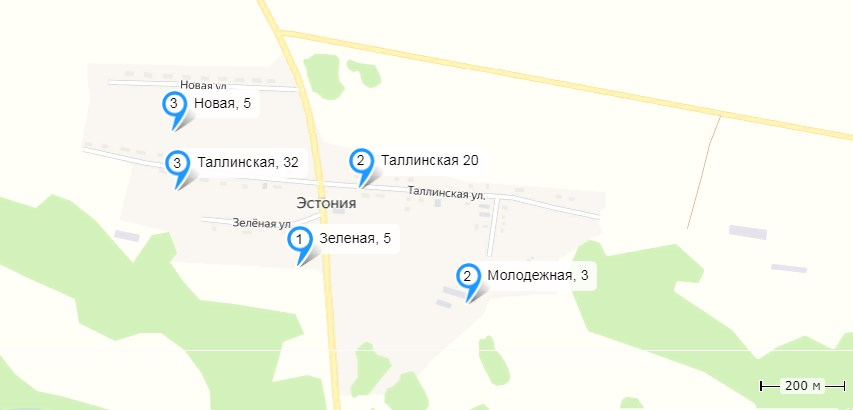 Новая ул.
3 Новая, 5
3 Таллинская, 32
2 Таллинская 20
Таллинская ул.
Эстония
Зелёная ул.
1 Зеленая, 5
2 Молодежная, 3
200 м